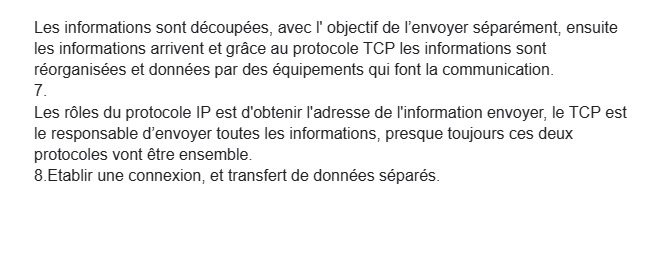 Les informations sont découpées, avec l' objectif de l’envoyer séparément, ensuite
les informations arrivent et grâce au protocole TCP les informations sont
réorganisées et données par des équipements qui font la communication.
7.
Les rôles du protocole IP est d'obtenir l'adresse de l'information envoyer, le TCP est
le responsable d’envoyer toutes les informations, presque toujours ces deux
protocoles vont être ensemble.
8.Etablir une connexion, et transfert de données séparés.